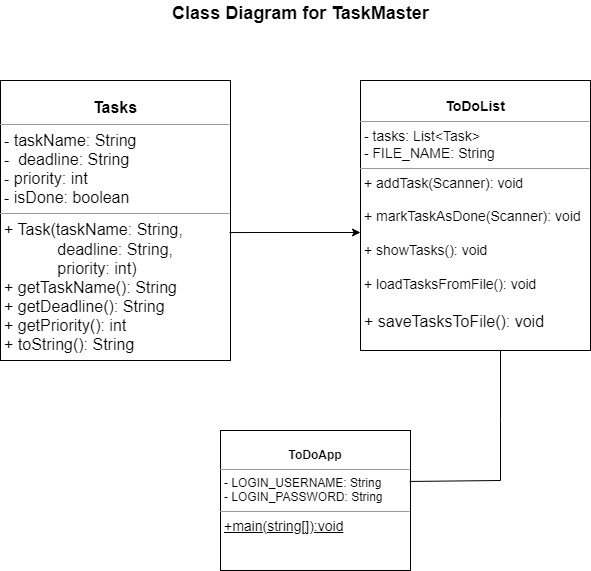 Class Diagram for TaskMaster
Tasks
- taskName: String
-  deadline: String
- priority: int
- isDone: boolean
+ Task(taskName: String,
deadline: String,
priority: int)
+ getTaskName(): String
+ getDeadline(): String
+ getPriority(): int
+ toString(): String
ToDoList
- tasks: List<Task>
- FILE_NAME: String
+ addTask(Scanner): void
+ markTaskAsDone(Scanner): void
+ showTasks(): void
+ loadTasksFromFile(): void
+ saveTasksToFile(): void
ToDoApp
- LOGIN_USERNAME: String
- LOGIN_PASSWORD: String
+main(string[]):void